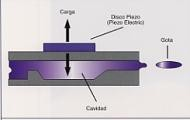 Carga
Disco Piezo
(Piezo Electric)
Gota
Cavidad